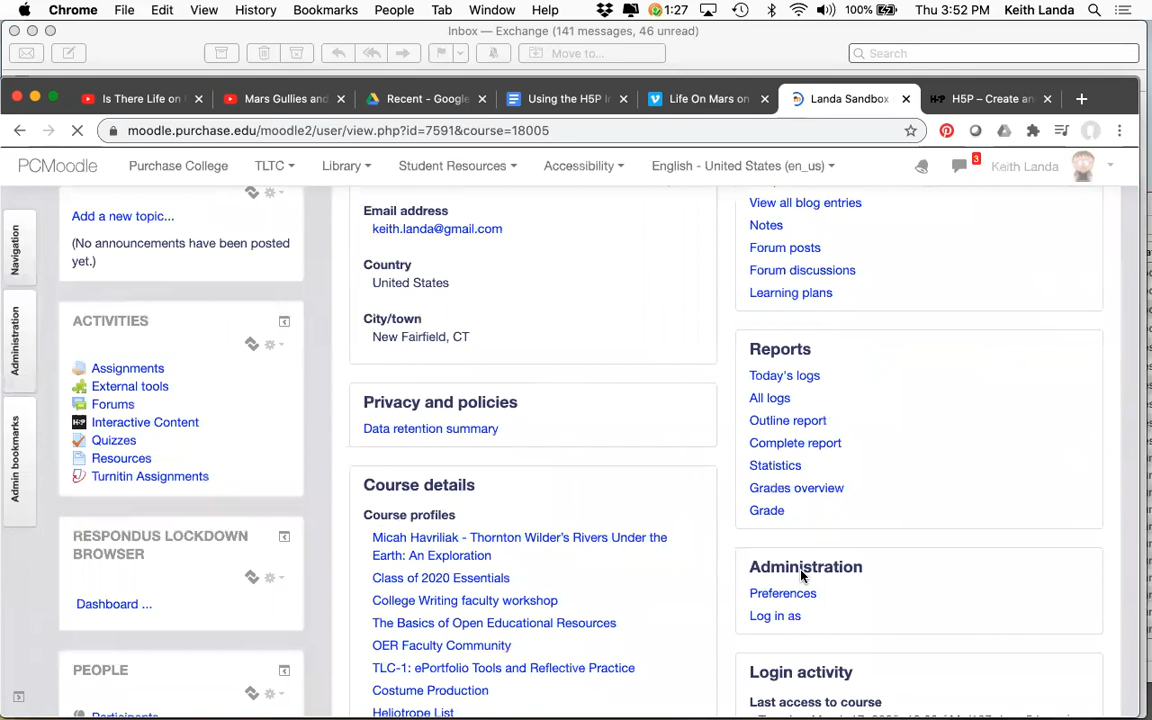 Chrome File Edit View History Bookmarks People Tab Window Help 1:27 100% Thu 3:52 PM Keith Landa
Inbox — Exchange (141 messages, 46 unread)
Move to...
Search
Is There Life on
Mars Gullies and
Recent - Google
Using the H5P In
Life On Mars on
Landa Sandbox
H5P – Create an
moodle.purchase.edu/moodle2/user/view.php?id=7591&course=18005
PCMoodle Purchase College TLTC Library Student Resources Accessibility English - United States (en_us) 3 Keith Landa
Navigation
Administration
Admin bookmarks
Add a new topic...
(No announcements have been posted
yet.)
ACTIVITIES
Assignments
External tools
Forums
H5P Interactive Content
Quizzes
Resources
Turnitin Assignments
RESPONDUS LOCKDOWN
BROWSER
Dashboard ...
PEOPLE
Participants
Email address
keith.landa@gmail.com
Country
United States
City/town
New Fairfield, CT
Privacy and policies
Data retention summary
Course details
Course profiles
Micah Havriliak - Thornton Wilder's Rivers Under the
Earth: An Exploration
Class of 2020 Essentials
College Writing faculty workshop
The Basics of Open Educational Resources
OER Faculty Community
TLC-1: ePortfolio Tools and Reflective Practice
Costume Production
Heliotrope List
View all blog entries
Notes
Forum posts
Forum discussions
Learning plans
Reports
Today's logs
All logs
Outline report
Complete report
Statistics
Grades overview
Grade
Administration
Preferences
Log in as
Login activity
Last access to course